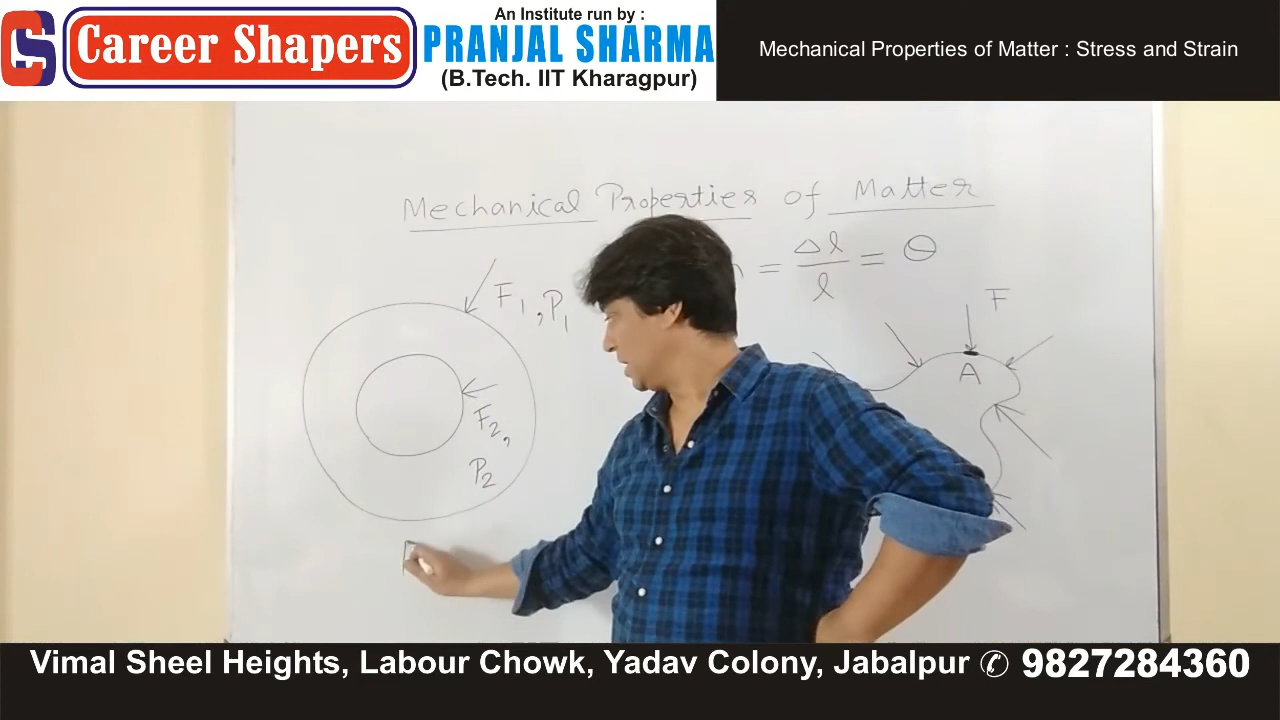 CS
Career Shapers
An Institute run by :
PRANJAL SHARMA
(B.Tech. IIT Kharagpur)
Mechanical Properties of Matter : Stress and Strain
Mechanical Properties of Matter
= Δl/l = θ
F1, P1
F2,
P2
F
A
Vimal Sheel Heights, Labour Chowk, Yadav Colony, Jabalpur ✆ 9827284360